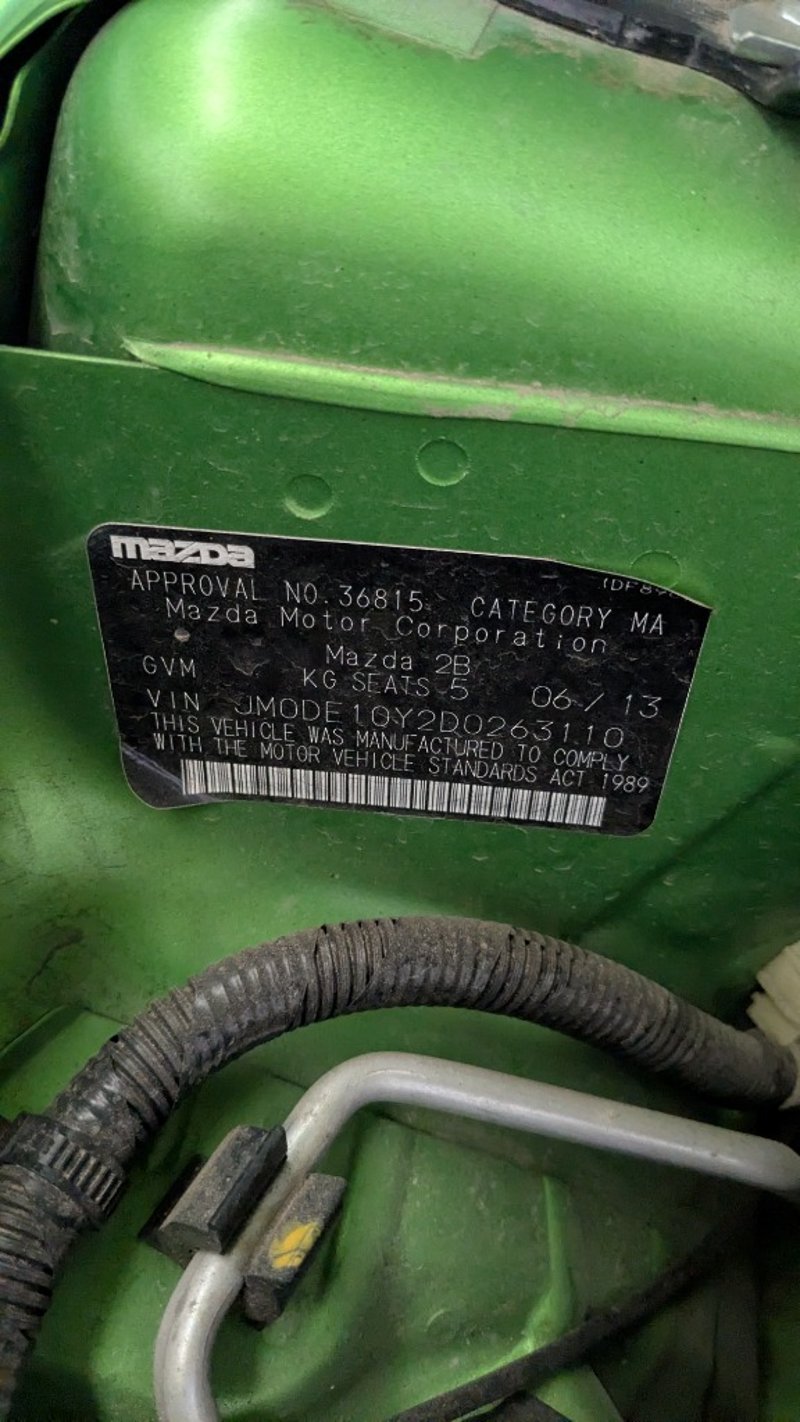 mazda
APPROVAL NO. 36815 CATEGORY MA
Mazda Motor Corporation
Mazda 2B
GVM KG SEATS 5 06 / 13
VIN JM0DE10Y2D0263110
THIS VEHICLE WAS MANUFACTURED TO COMPLY
WITH THE MOTOR VEHICLE STANDARDS ACT 1989